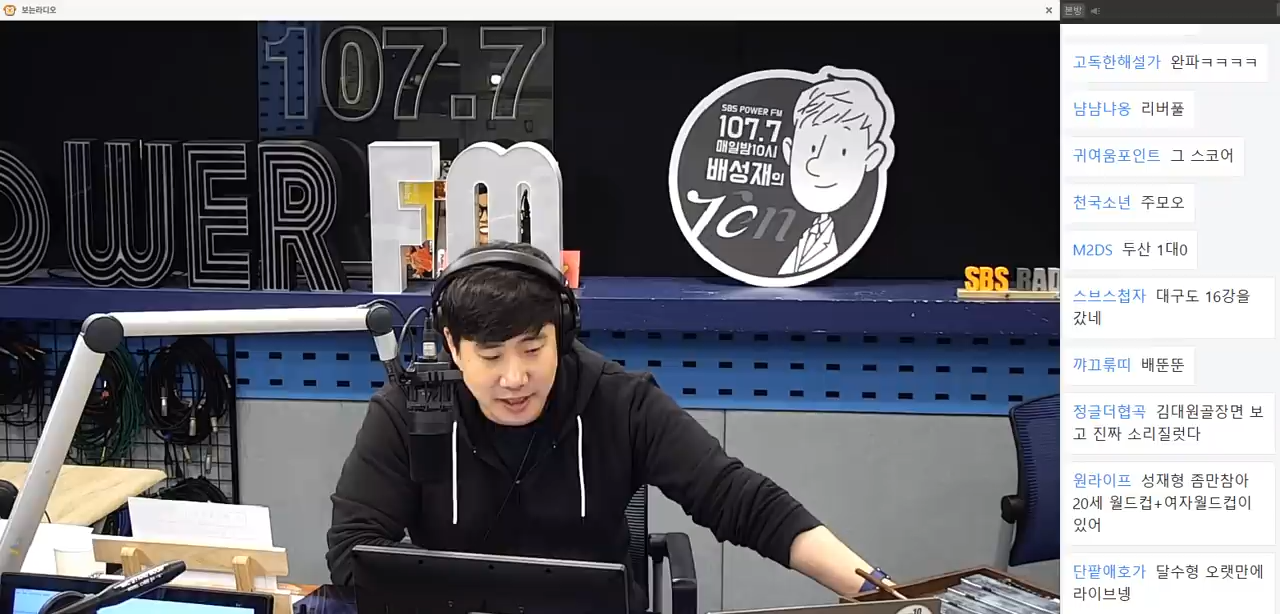 보는라디오
107.7
POWER FM
SBS POWER FM
107.7
매일밤10시
배성재의
Ten
SBS RAD
10
본방
고독한해설가 완파ㅋㅋㅋㅋ
냠냠냐옹 리버풀
귀여움포인트 그 스코어
천국소년 주모오
M2DS 두산 1대0
스브스첩자 대구도 16강을
갔네
꺄끄륶띠 배뚠뚠
정글더협곡 김대원골장면 보
고 진짜 소리질럿다
원라이프 성재형 좀만참아
20세 월드컵+여자월드컵이
있어
단팥애호가 달수형 오랫만에
라이브넹